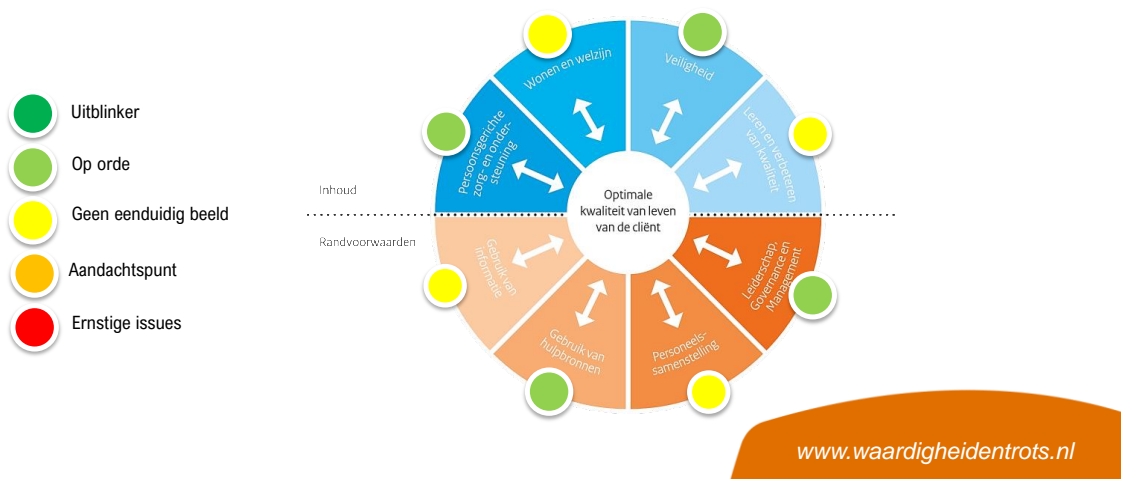 Uitblinker
Op orde
Geen eenduidig beeld
Aandachtspunt
Ernstige issues
Inhoud
Randvoorwaarden
Wonen en welzijn
Veiligheid
Persoonsgerichte
zorg- en onder-
steuning
Leren en verbeteren
van kwaliteit
Optimale
kwaliteit van leven
van de cliënt
Gebruik van
informatie
Leiderschap,
Governance en
Management
Gebruik van
hulpbronnen
Personeels-
samenstelling
www.waardigheidentrots.nl